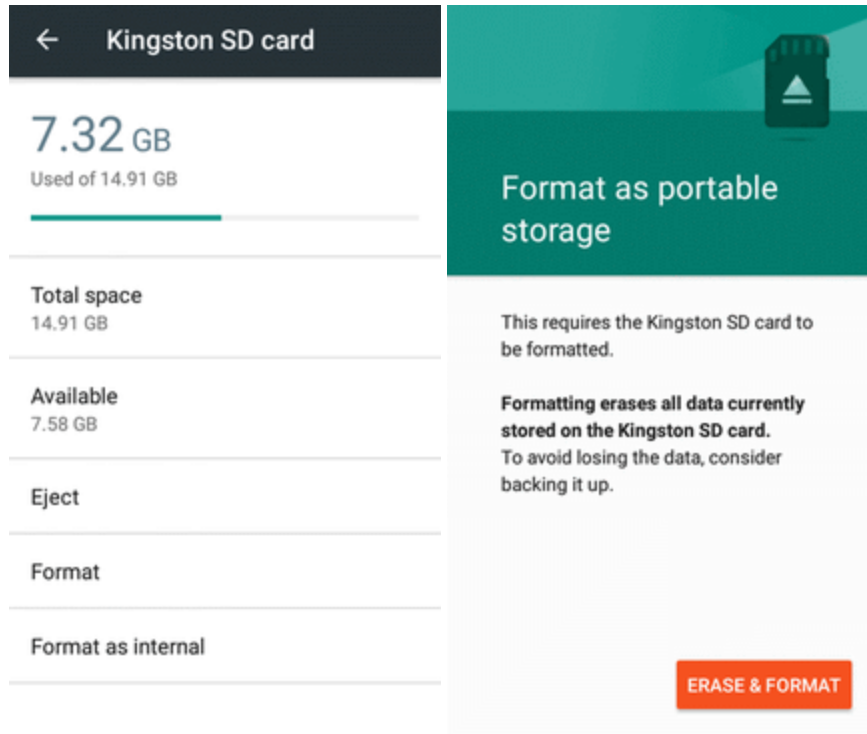 Kingston SD card
7.32 GB
Used of 14.91 GB
Total space
14.91 GB
Available
7.58 GB
Eject
Format
Format as internal
Format as portable
storage
This requires the Kingston SD card to
be formatted.
Formatting erases all data currently
stored on the Kingston SD card.
To avoid losing the data, consider
backing it up.
ERASE & FORMAT